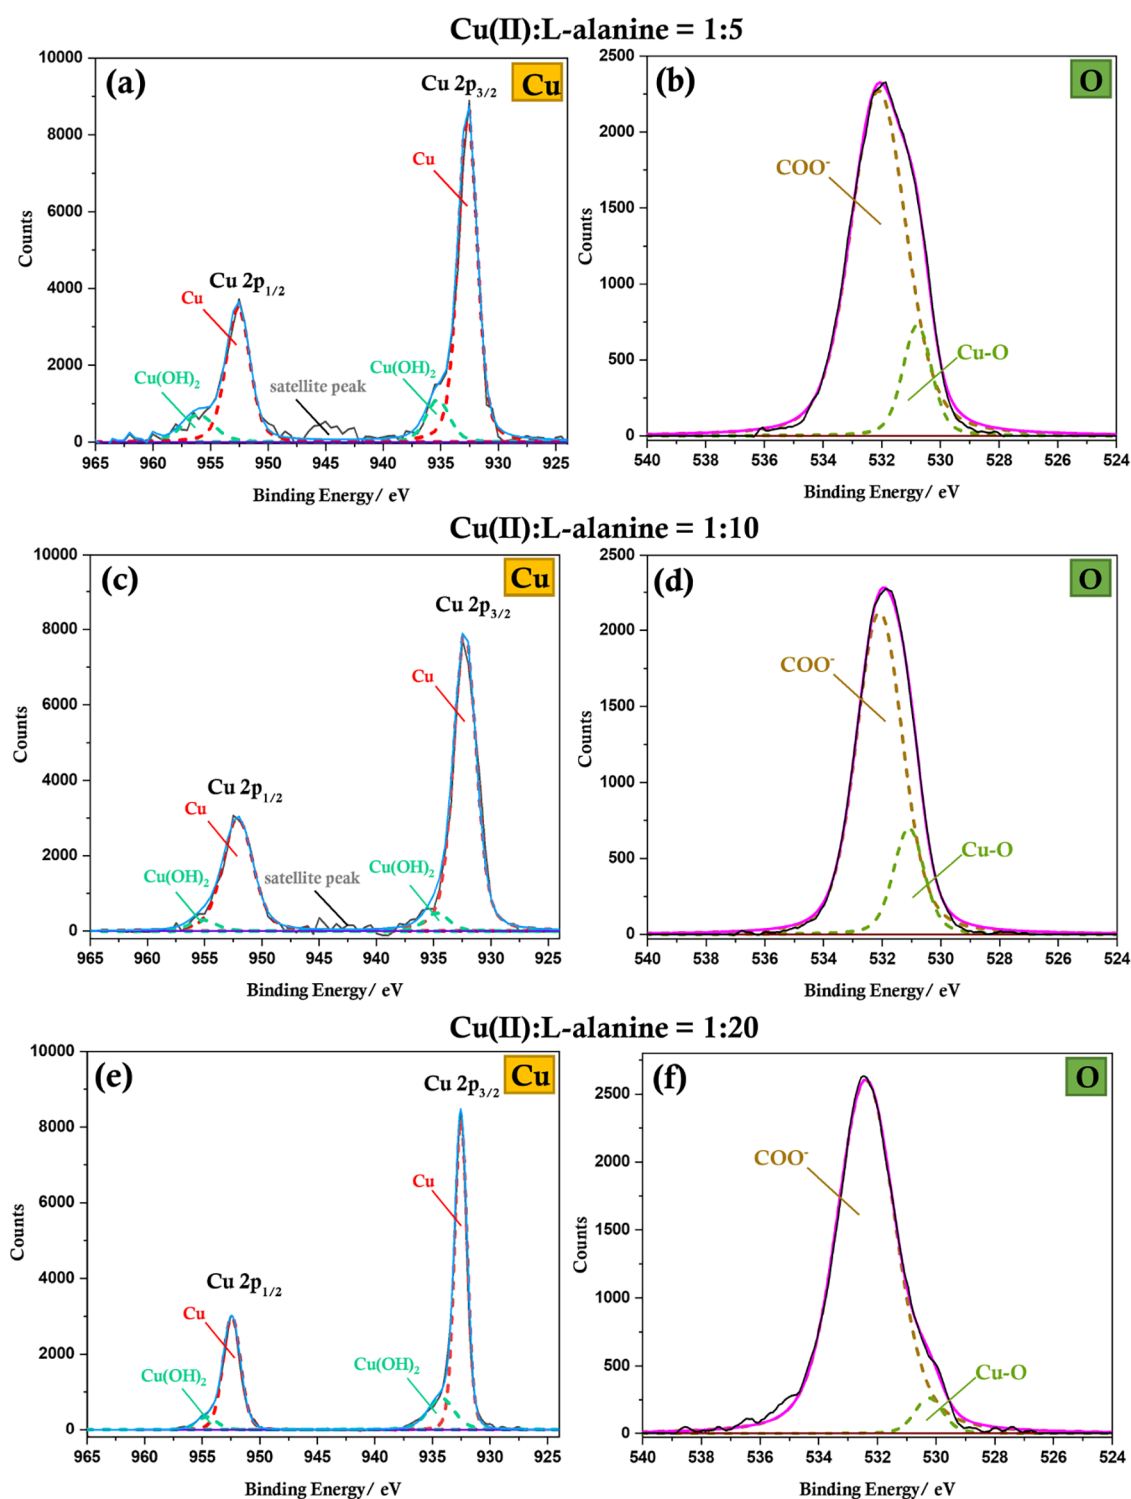 Cu(II):L-alanine = 1:5
(a)
Cu
Cu 2p3/2
Cu
Cu 2p1/2
Cu
Cu(OH)2
satellite peak
Cu(OH)2
10000
8000
6000
4000
2000
0
Counts
965 960 955 950 945 940 935 930 925
Binding Energy/ eV
(b)
O
COO-
Cu-O
2500
2000
1500
1000
500
0
Counts
540 538 536 534 532 530 528 526 524
Binding Energy/ eV
Cu(II):L-alanine = 1:10
(c)
Cu
Cu 2p3/2
Cu
Cu 2p1/2
Cu
Cu(OH)2
satellite peak
Cu(OH)2
10000
8000
6000
4000
2000
0
Counts
965 960 955 950 945 940 935 930 925
Binding Energy/ eV
(d)
O
COO-
Cu-O
2500
2000
1500
1000
500
0
Counts
540 538 536 534 532 530 528 526 524
Binding Energy/ eV
Cu(II):L-alanine = 1:20
(e)
Cu
Cu 2p3/2
Cu
Cu 2p1/2
Cu
Cu(OH)2
Cu(OH)2
10000
8000
6000
4000
2000
0
Counts
965 960 955 950 945 940 935 930 925
Binding Energy/ eV
(f)
O
COO-
Cu-O
2500
2000
1500
1000
500
0
Counts
540 538 536 534 532 530 528 526 524
Binding Energy/ eV